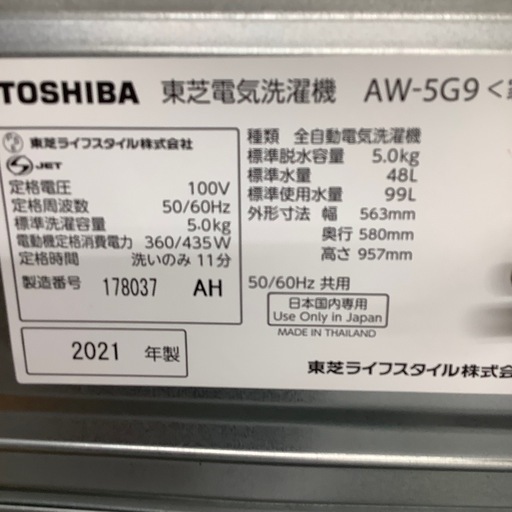 TOSHIBA 東芝電気洗濯機 AW-5G9<
東芝ライフスタイル株式会社
JET
定格電圧 100V
定格周波数 50/60Hz
標準洗濯容量 5.0kg
電動機定格消費電力 360/435W
定格時間 洗いのみ 11分
製造番号 178037 AH
2021 年製
種類 全自動電気洗濯機
標準脱水容量 5.0kg
標準水量 48L
標準使用水量 99L
外形寸法 幅 563mm
奥行 580mm
高さ 957mm
50/60Hz 共用
日本国内専用
Use Only in Japan
MADE IN THAILAND
東芝ライフスタイル株式会